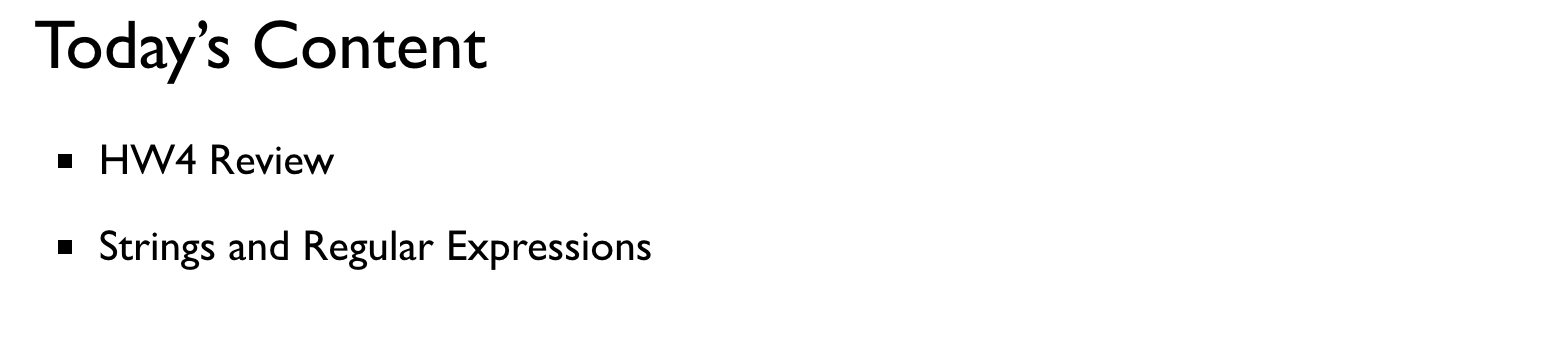 Today’s Content
▪ HW4 Review
▪ Strings and Regular Expressions